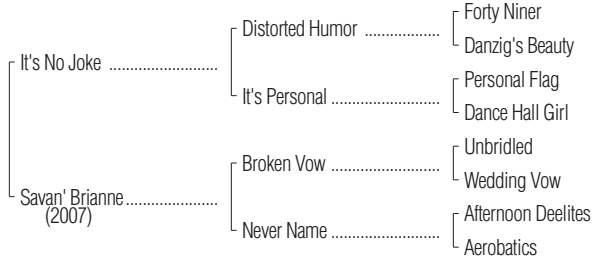 Forty Niner
Distorted Humor ..................
Danzig's Beauty
It's No Joke ..........................
Personal Flag
It's Personal ..........................
Dance Hall Girl
Unbridled
Broken Vow ..........................
Wedding Vow
Savan' Brianne ......................
(2007)
Afternoon Deelites
Never Name ..........................
Aerobatics